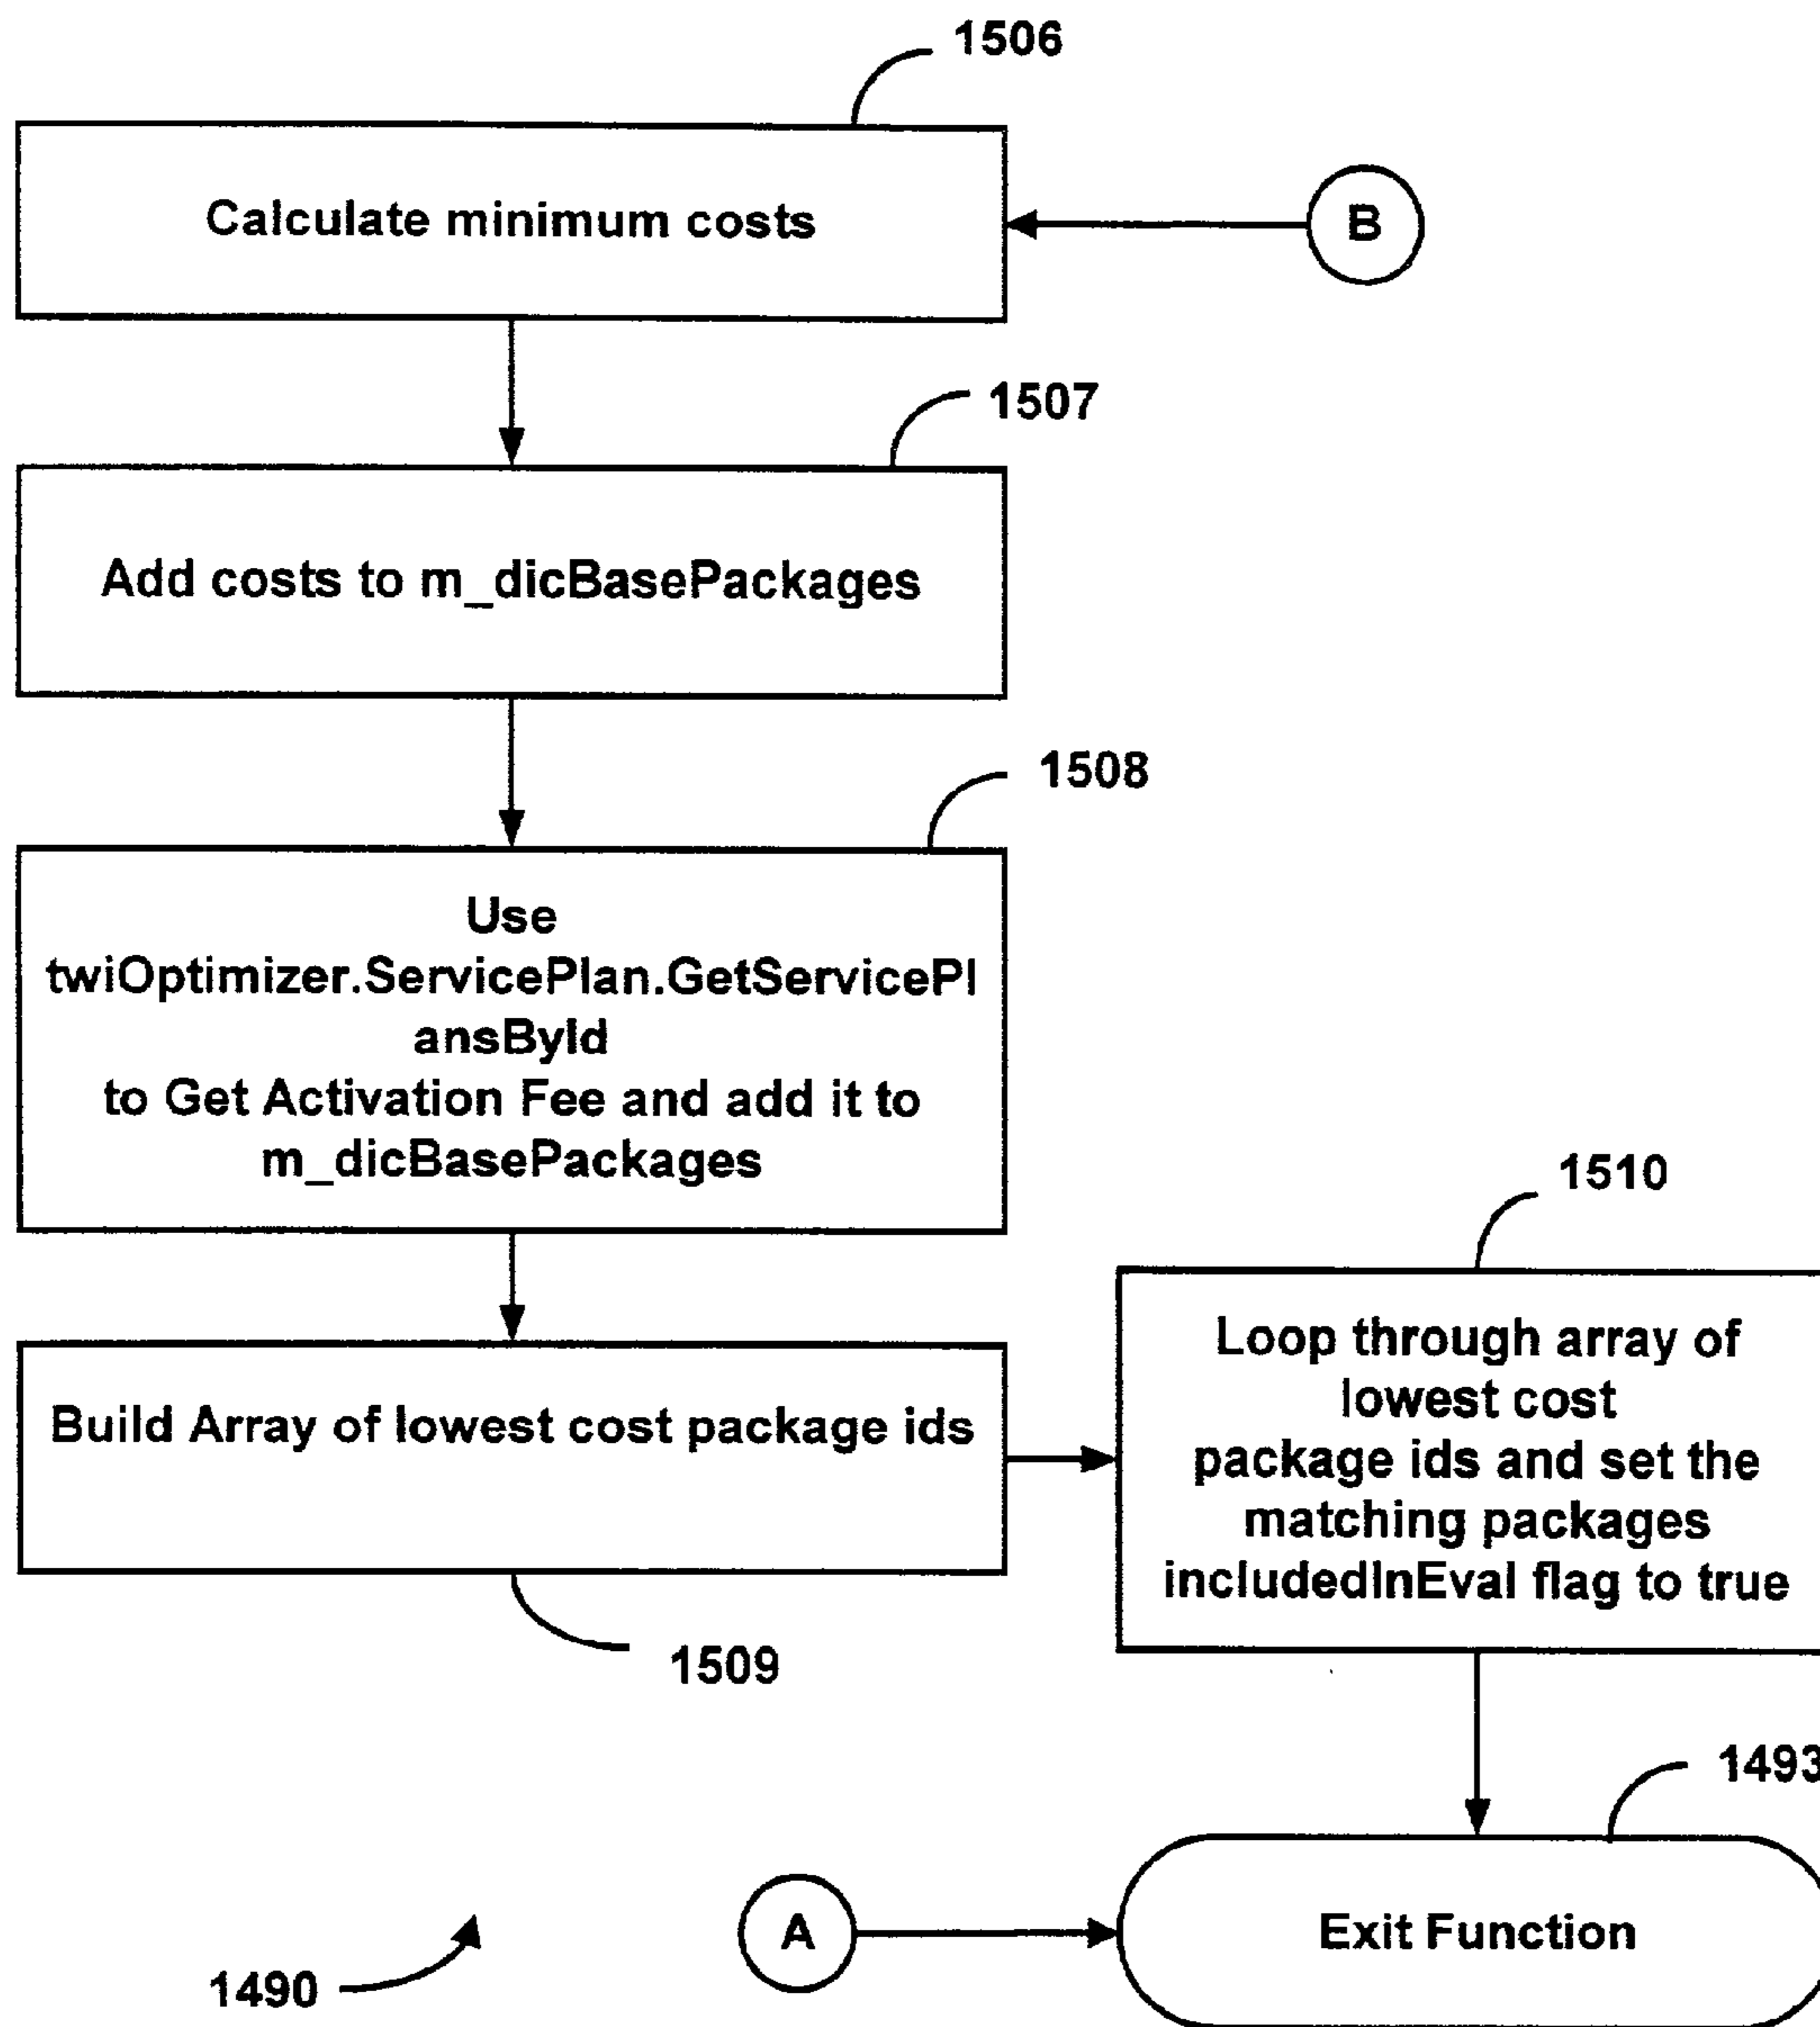 1506
Calculate minimum costs
B
1507
Add costs to m_dicBasePackages
1508
Use
twiOptimizer.ServicePlan.GetServicePl
ansById
to Get Activation Fee and add it to
m_dicBasePackages
1510
Build Array of lowest cost package ids
1509
Loop through array of
lowest cost
package ids and set the
matching packages
includedInEval flag to true
1493
A
Exit Function
1490